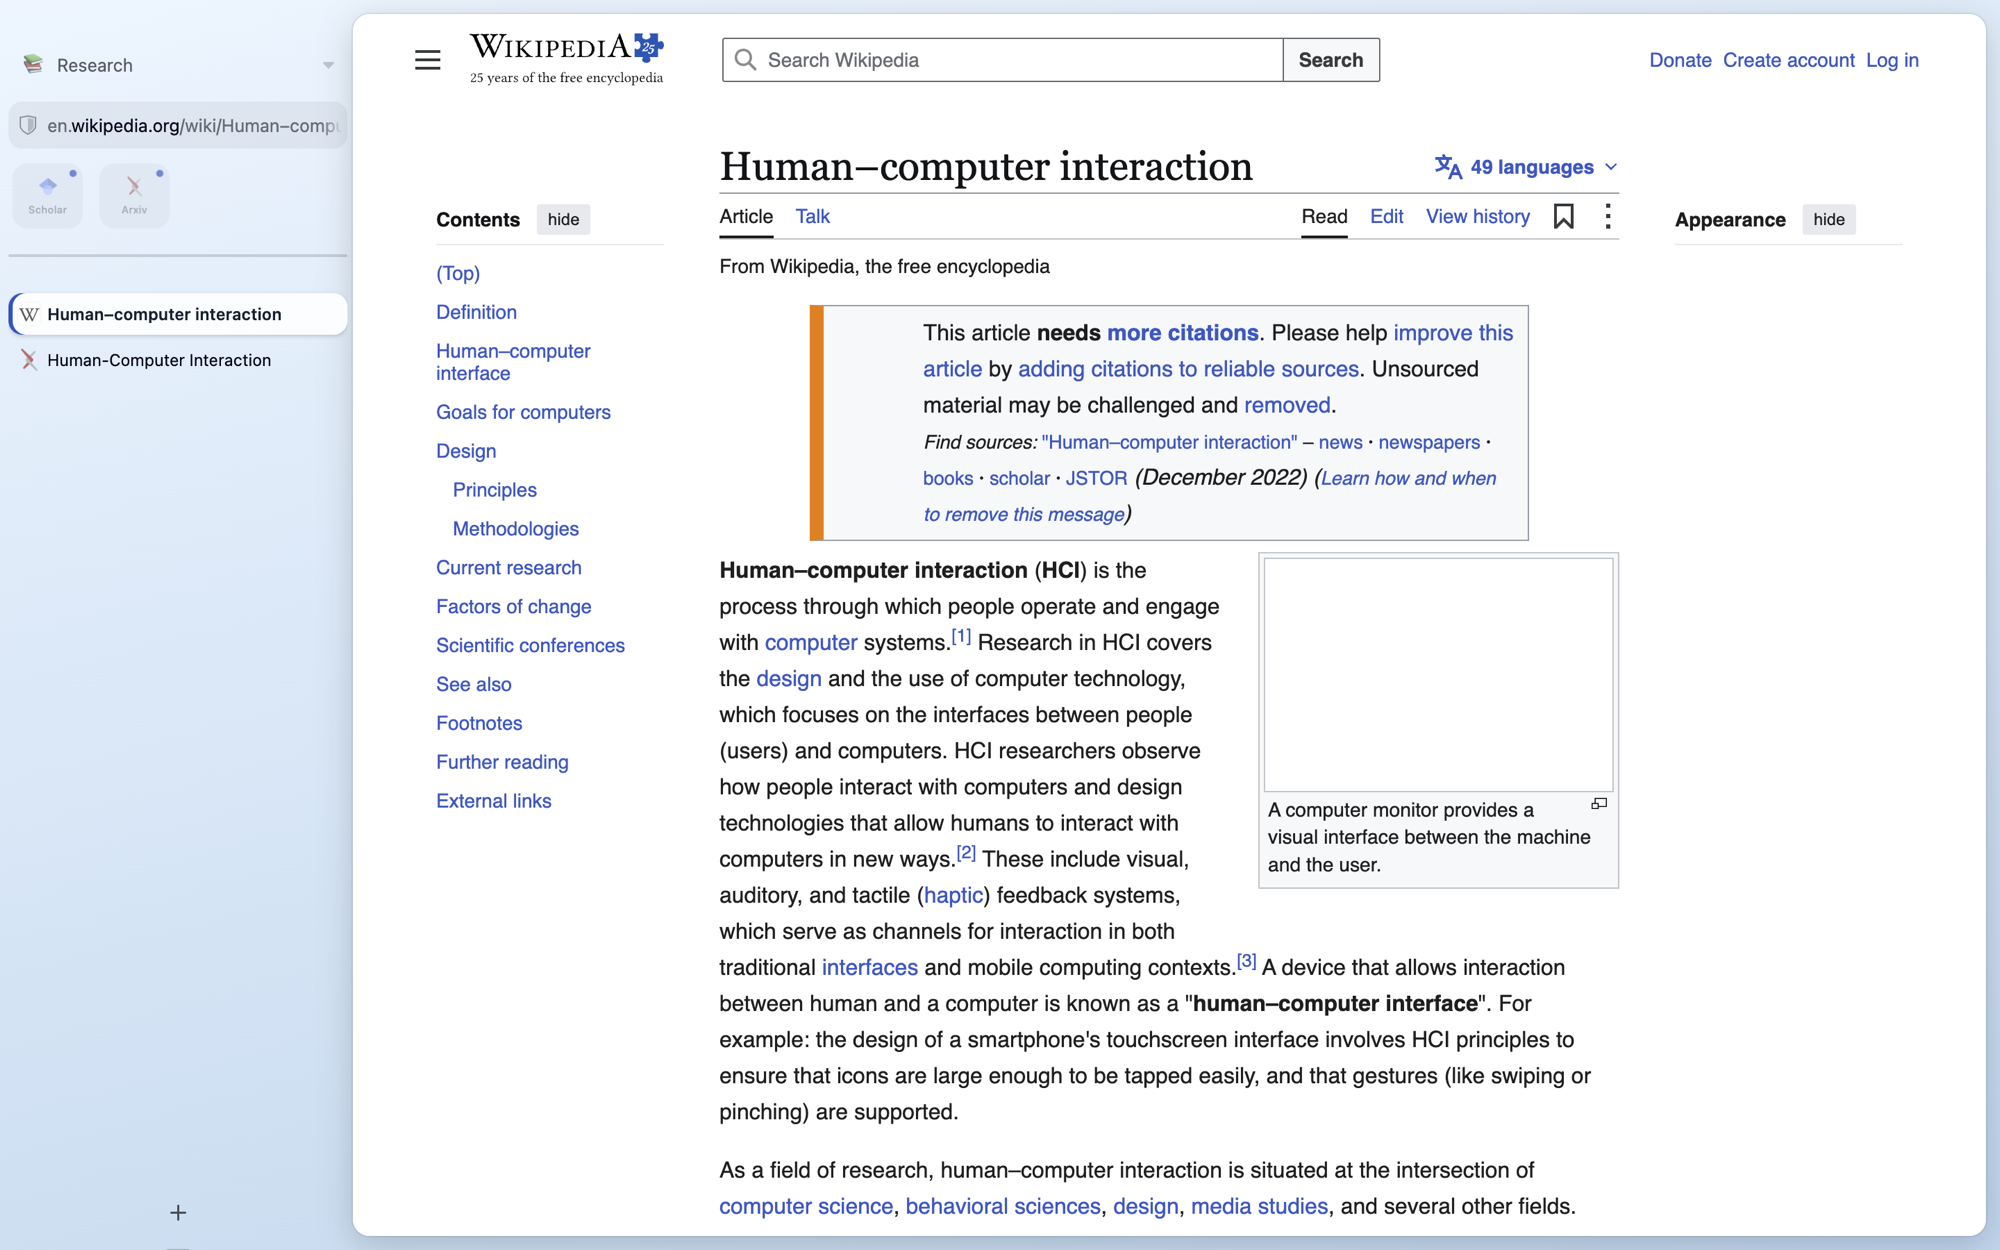 Research
en.wikipedia.org/wiki/Human–compu
Scholar
Arxiv
Human–computer interaction
Human-Computer Interaction
WIKIPEDIA 25
25 years of the free encyclopedia
Search Wikipedia
Search
Donate Create account Log in
Contents hide
(Top)
Definition
Human–computer
interface
Goals for computers
Design
Principles
Methodologies
Current research
Factors of change
Scientific conferences
See also
Footnotes
Further reading
External links
Human–computer interaction
49 languages
Article Talk
Read Edit View history
From Wikipedia, the free encyclopedia
This article needs more citations. Please help improve this
article by adding citations to reliable sources. Unsourced
material may be challenged and removed.
Find sources: "Human–computer interaction" – news · newspapers ·
books · scholar · JSTOR (December 2022) (Learn how and when
to remove this message)
Human–computer interaction (HCI) is the
process through which people operate and engage
with computer systems.[1] Research in HCI covers
the design and the use of computer technology,
which focuses on the interfaces between people
(users) and computers. HCI researchers observe
how people interact with computers and design
technologies that allow humans to interact with
computers in new ways.[2] These include visual,
auditory, and tactile (haptic) feedback systems,
which serve as channels for interaction in both
traditional interfaces and mobile computing contexts.[3] A device that allows interaction
between human and a computer is known as a "human–computer interface". For
example: the design of a smartphone's touchscreen interface involves HCI principles to
ensure that icons are large enough to be tapped easily, and that gestures (like swiping or
pinching) are supported.
As a field of research, human–computer interaction is situated at the intersection of
computer science, behavioral sciences, design, media studies, and several other fields.
A computer monitor provides a
visual interface between the machine
and the user.
Appearance hide